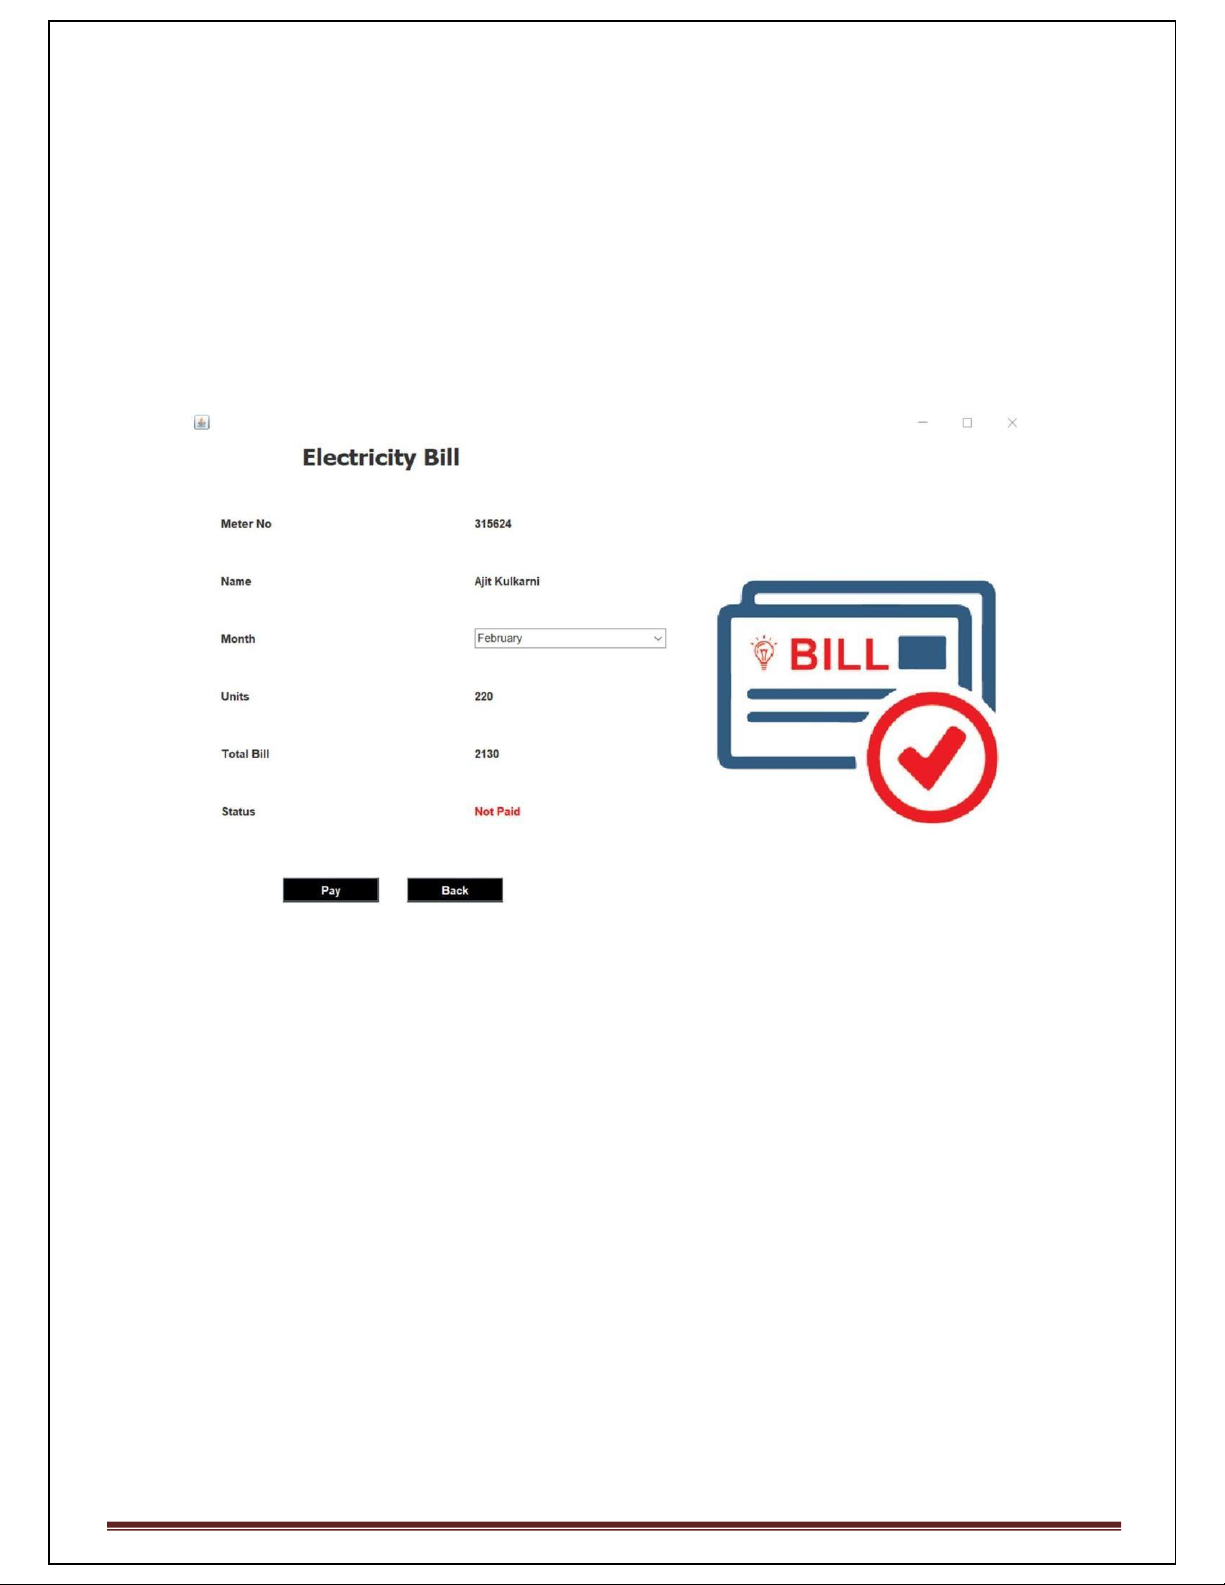 Electricity Bill
Meter No 315624
Name Ajit Kulkarni
Month February
BILL
Units 220
Total Bill 2130
Status Not Paid
Pay Back